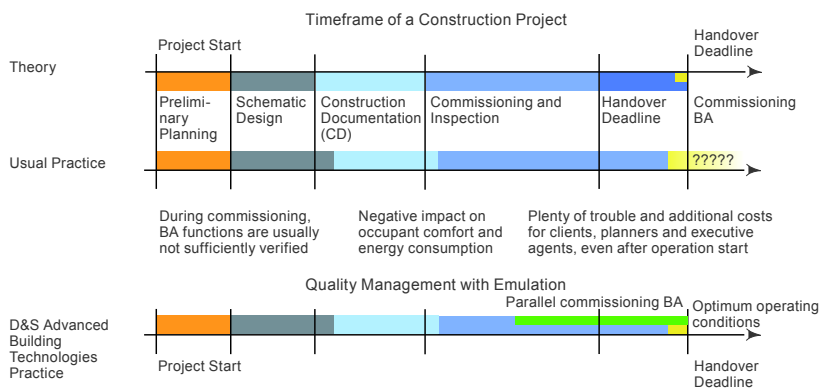 Timeframe of a Construction Project
Project Start
Handover
Deadline
Theory
Prelimi-
nary
Planning
Schematic
Design
Construction
Documentation
(CD)
Commissioning and
Inspection
Handover
Deadline
Commissioning
BA
Usual Practice
?????
During commissioning,
BA functions are usually
not sufficiently verified
Negative impact on
occupant comfort and
energy consumption
Plenty of trouble and additional costs
for clients, planners and executive
agents, even after operation start
Quality Management with Emulation
Parallel commissioning BA
Optimum operating
conditions
D&S Advanced
Building
Technologies
Practice
Project Start
Handover
Deadline